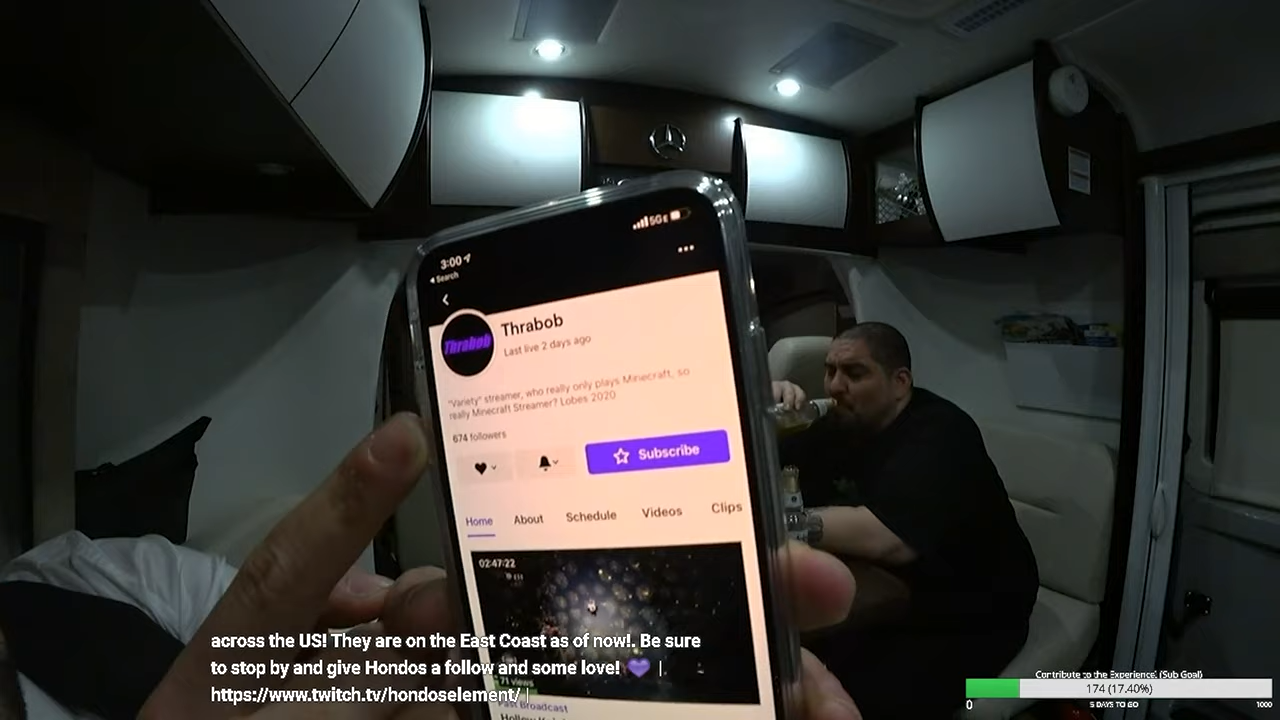 3:00
5GE
Search
Thrabob
Thrabob
Last live 2 days ago
"Variety" streamer, who really only plays Minecraft, so
really Minecraft Streamer? Lobes 2020
674 followers
Subscribe
Home About Schedule Videos Clips
02:47:22
71 views
Past Broadcast
across the US! They are on the East Coast as of now!. Be sure
to stop by and give Hondos a follow and some love! 💜 |
https://www.twitch.tv/hondoselement/ |
Contribute to the Experience! (Sub Goal)
174 (17.40%)
0 5 DAYS TO GO 1000